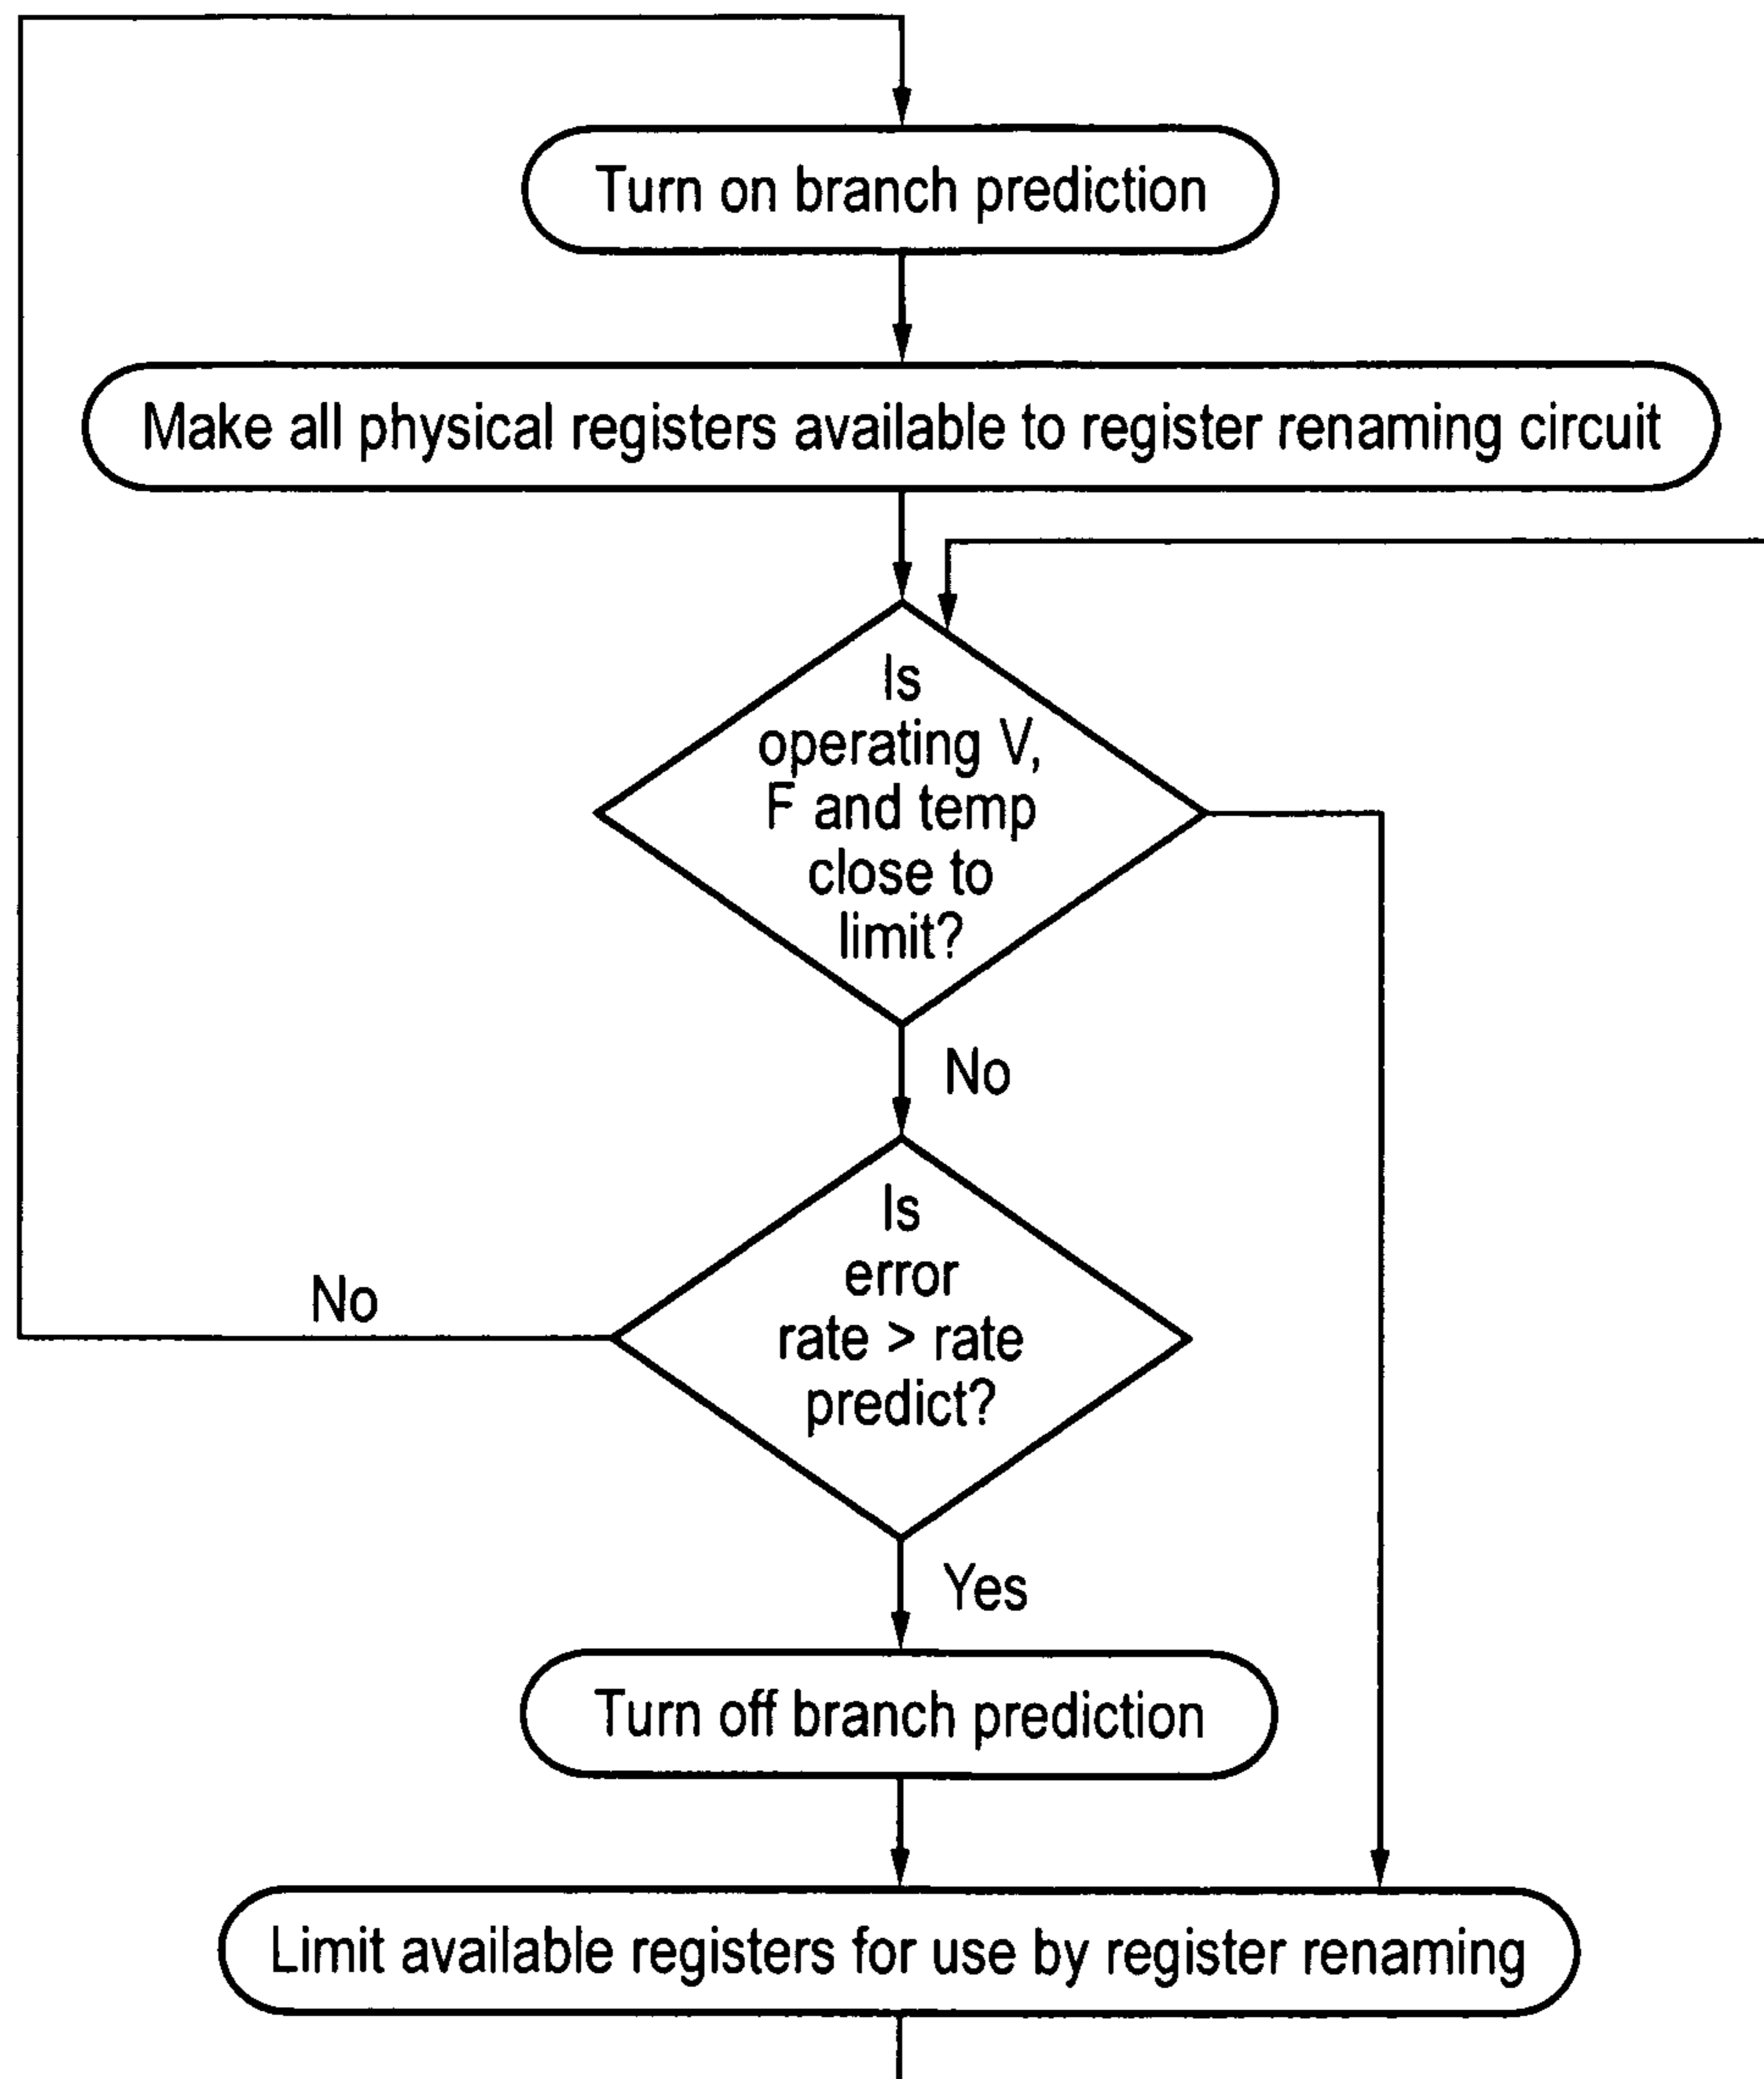 Turn on branch prediction
Make all physical registers available to register renaming circuit
Is
operating V,
F and temp
close to
limit?
No
Is
error
rate > rate
predict?
No
Yes
Turn off branch prediction
Limit available registers for use by register renaming